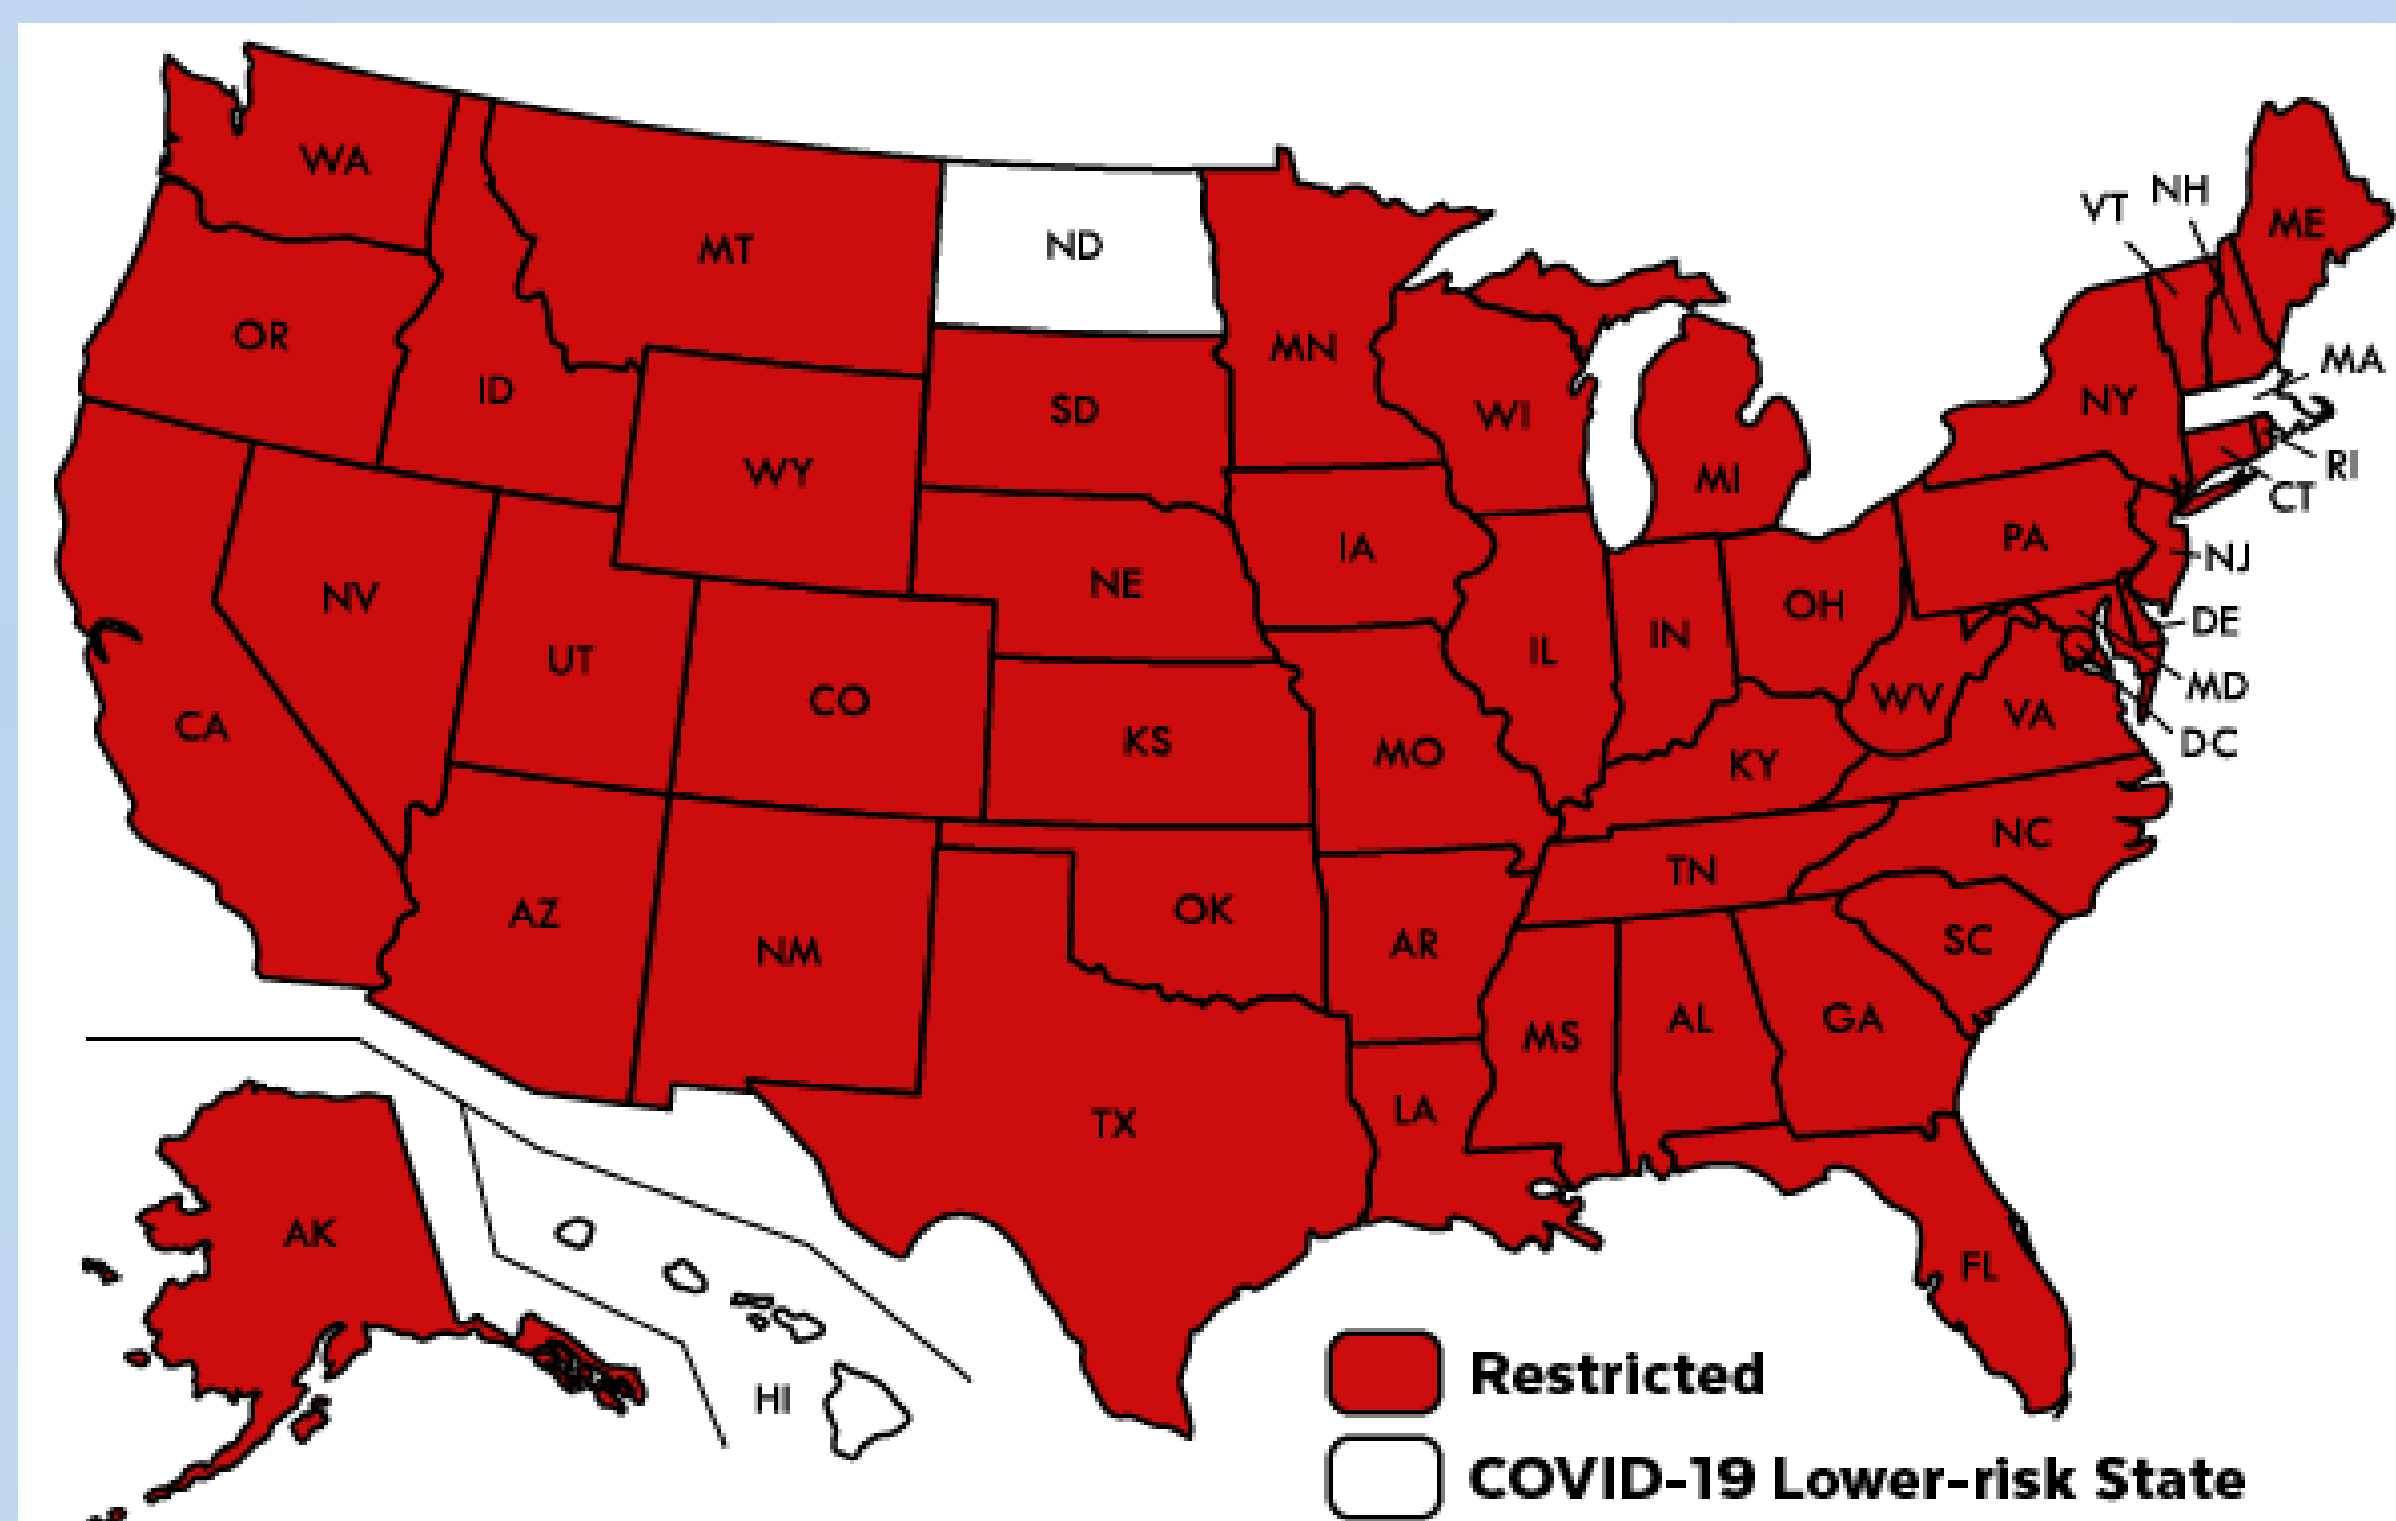 WA
MT
ND
VT
NH
ME
OR
ID
MN
MA
SD
WI
NY
WY
MI
RI
CT
IA
PA
NJ
NV
NE
OH
DE
UT
IL
IN
MD
CO
WV
VA
CA
KS
MO
KY
DC
NC
TN
AZ
OK
NM
AR
SC
MS
AL
GA
TX
LA
AK
FL
HI
Restricted
COVID-19 Lower-risk State